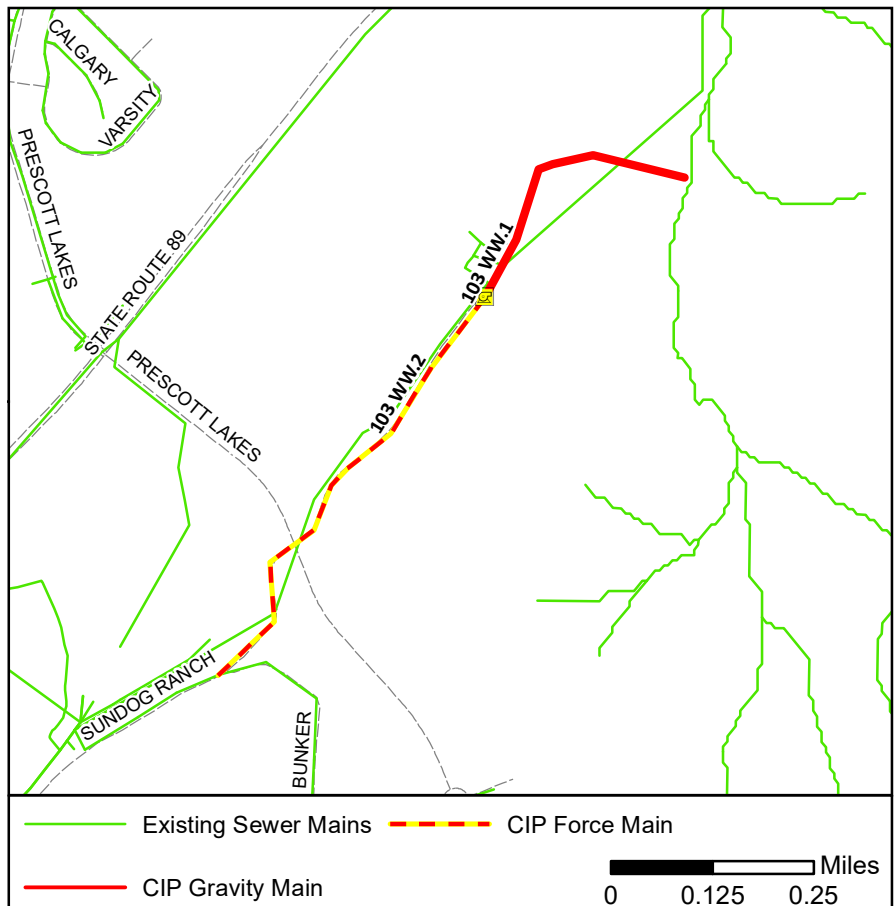 CALGARY
VARSITY
PRESCOTT LAKES
STATE ROUTE 89
103 WW.1
103 WW.2
PRESCOTT LAKES
SUNDOG RANCH
BUNKER
Existing Sewer Mains
CIP Force Main
CIP Gravity Main
Miles
0 0.125 0.25